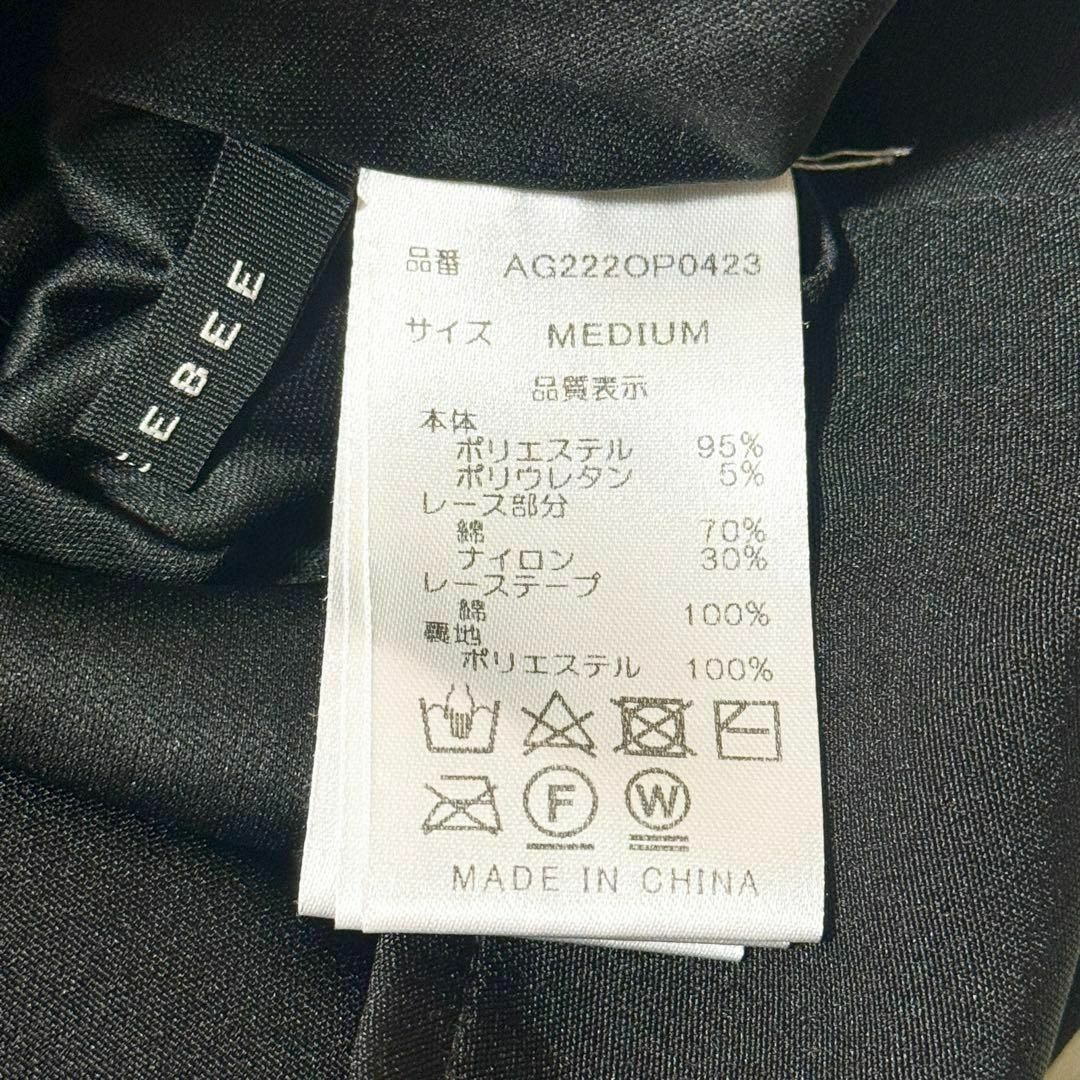 'EBEE
品番 AG222OP0423
サイズ MEDIUM
品質表示
本体
ポリエステル 95%
ポリウレタン 5%
レース部分
綿 70%
ナイロン 30%
レーステープ
綿 100%
裏地
ポリエステル 100%
F W
MADE IN CHINA